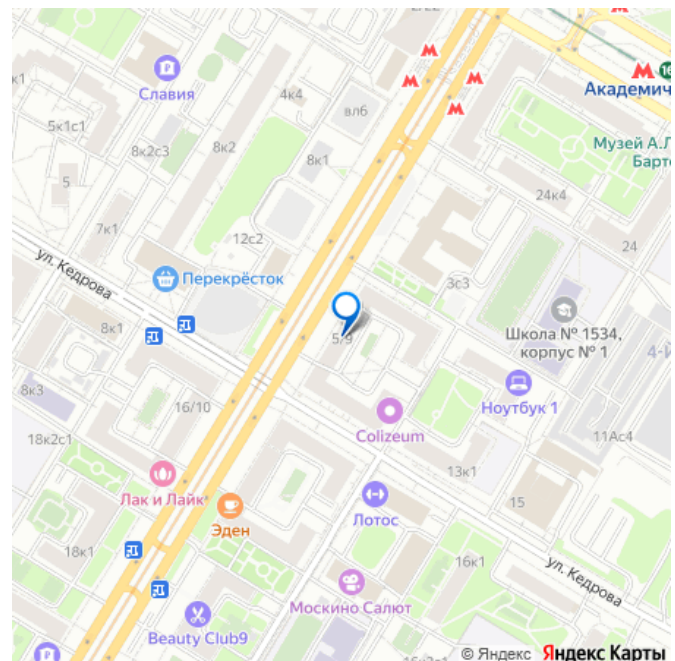 Славия
4к4
вл6
Академич
16
5к1с1
8к2с3
8к2
8к1
Музей А.Л
Барто
5
24к4
7к1
12с2
24
ул. Кедрова
Перекрёсток
3с3
8к1
5/9
Школа № 1534,
корпус № 1
4-й
8к3
16/10
Ноутбук 1
Colizeum
18к2с1
11Ас4
Лак и Лайк
13к1
15
Эден
Лотос
18к1
16к1
ул. Кедрова
Москино Салют
Beauty Club9
© Яндекс Яндекс Карты